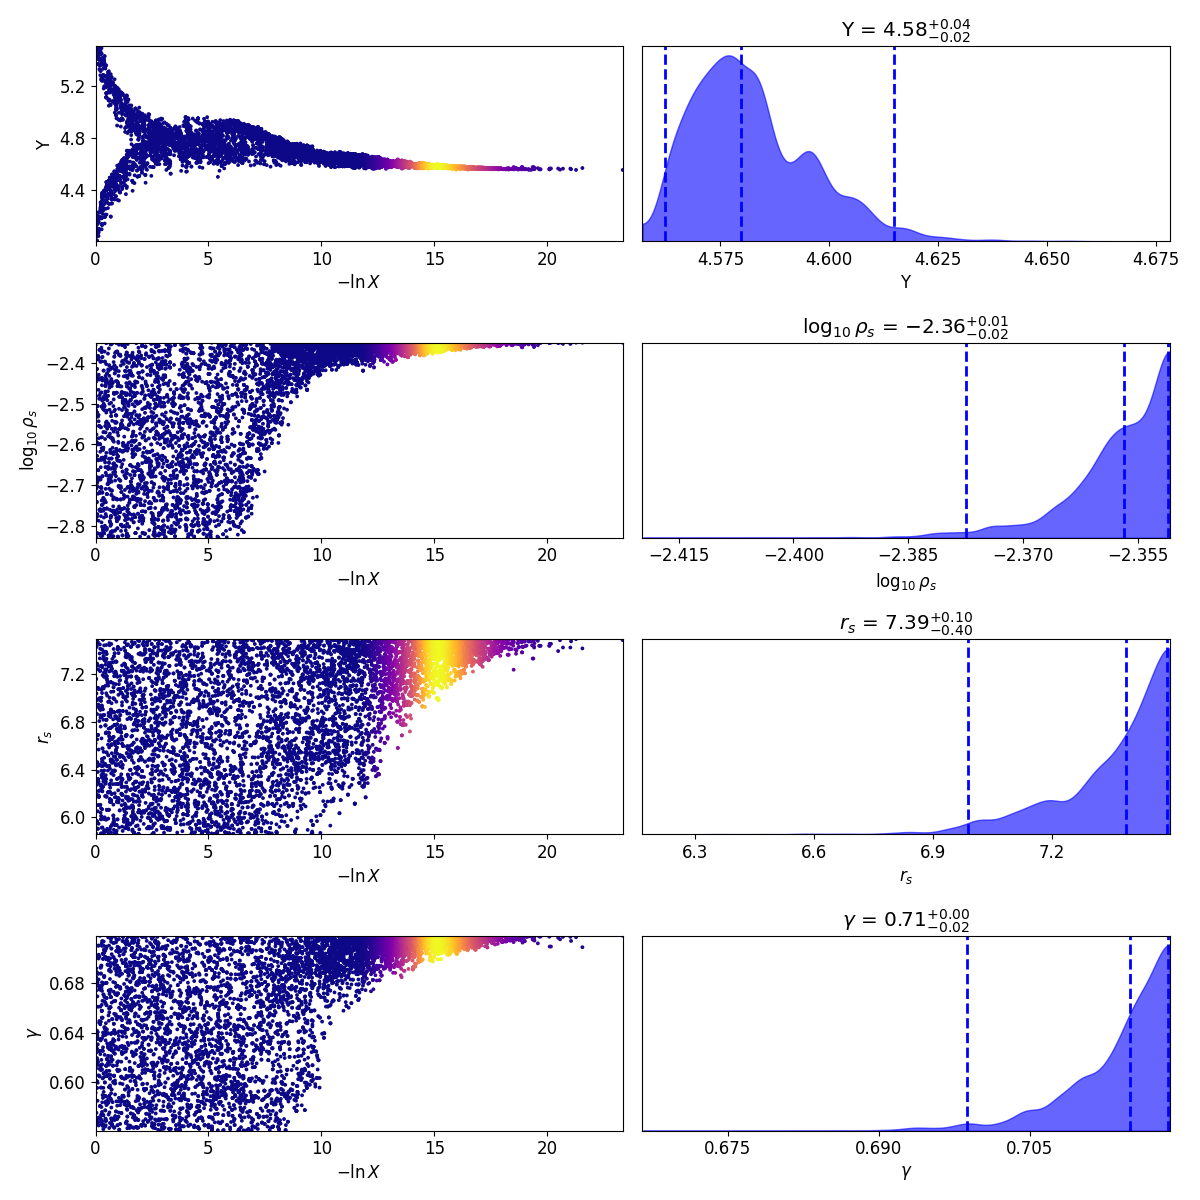 Y = 4.58^{+0.04}_{-0.02}
5.2
4.8
4.4
Y
0 5 10 15 20
−ln X
4.575 4.600 4.625 4.650 4.675
Y
log₁₀ ρₛ = −2.36^{+0.01}_{-0.02}
−2.4
−2.5
−2.6
−2.7
−2.8
log₁₀ ρₛ
0 5 10 15 20
−ln X
−2.415 −2.400 −2.385 −2.370 −2.355
log₁₀ ρₛ
rₛ = 7.39^{+0.10}_{-0.40}
7.2
6.8
6.4
6.0
rₛ
0 5 10 15 20
−ln X
6.3 6.6 6.9 7.2
rₛ
γ = 0.71^{+0.00}_{-0.02}
0.68
0.64
0.60
γ
0 5 10 15 20
−ln X
0.675 0.690 0.705
γ